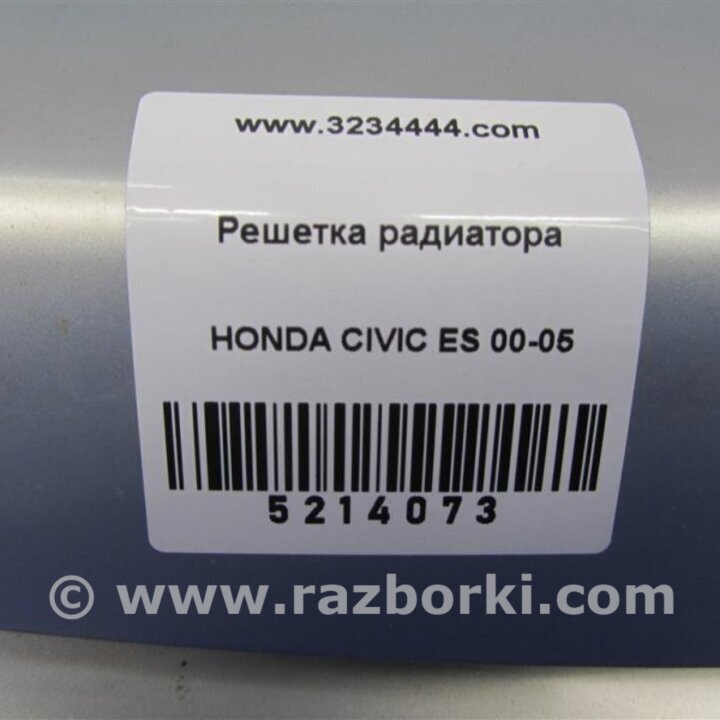 www.3234444.com
Решетка радиатора
HONDA CIVIC ES 00-05
5214073
© www.razborki.com